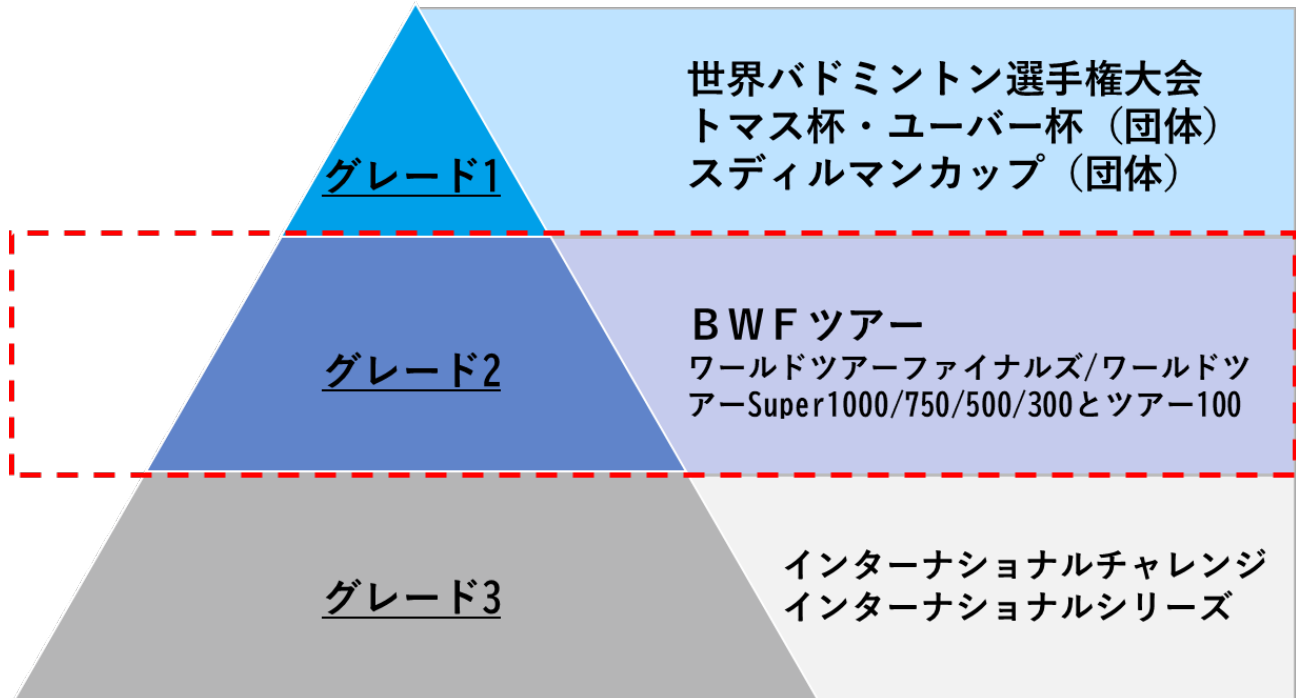 世界バドミントン選手権大会
トマス杯・ユーバー杯（団体）
スディルマンカップ（団体）
グレード1
ＢＷＦツアー
ワールドツアーファイナルズ/ワールドツ
アーSuper1000/750/500/300とツアー100
グレード2
インターナショナルチャレンジ
インターナショナルシリーズ
グレード3